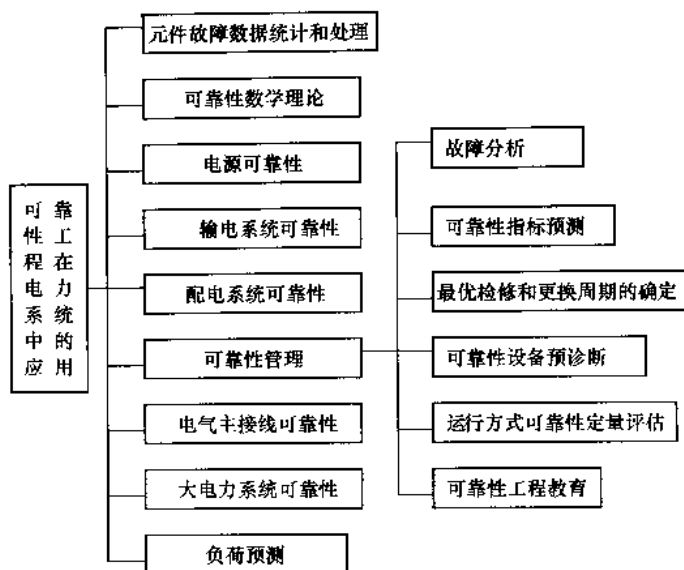 可靠
性工
程在
电力
系统
中的
应用
元件故障数据统计和处理
可靠性数学理论
电源可靠性
输电系统可靠性
配电系统可靠性
可靠性管理
电气主接线可靠性
大电力系统可靠性
负荷预测
故障分析
可靠性指标预测
最优检修和更换周期的确定
可靠性设备预诊断
运行方式可靠性定量评估
可靠性工程教育